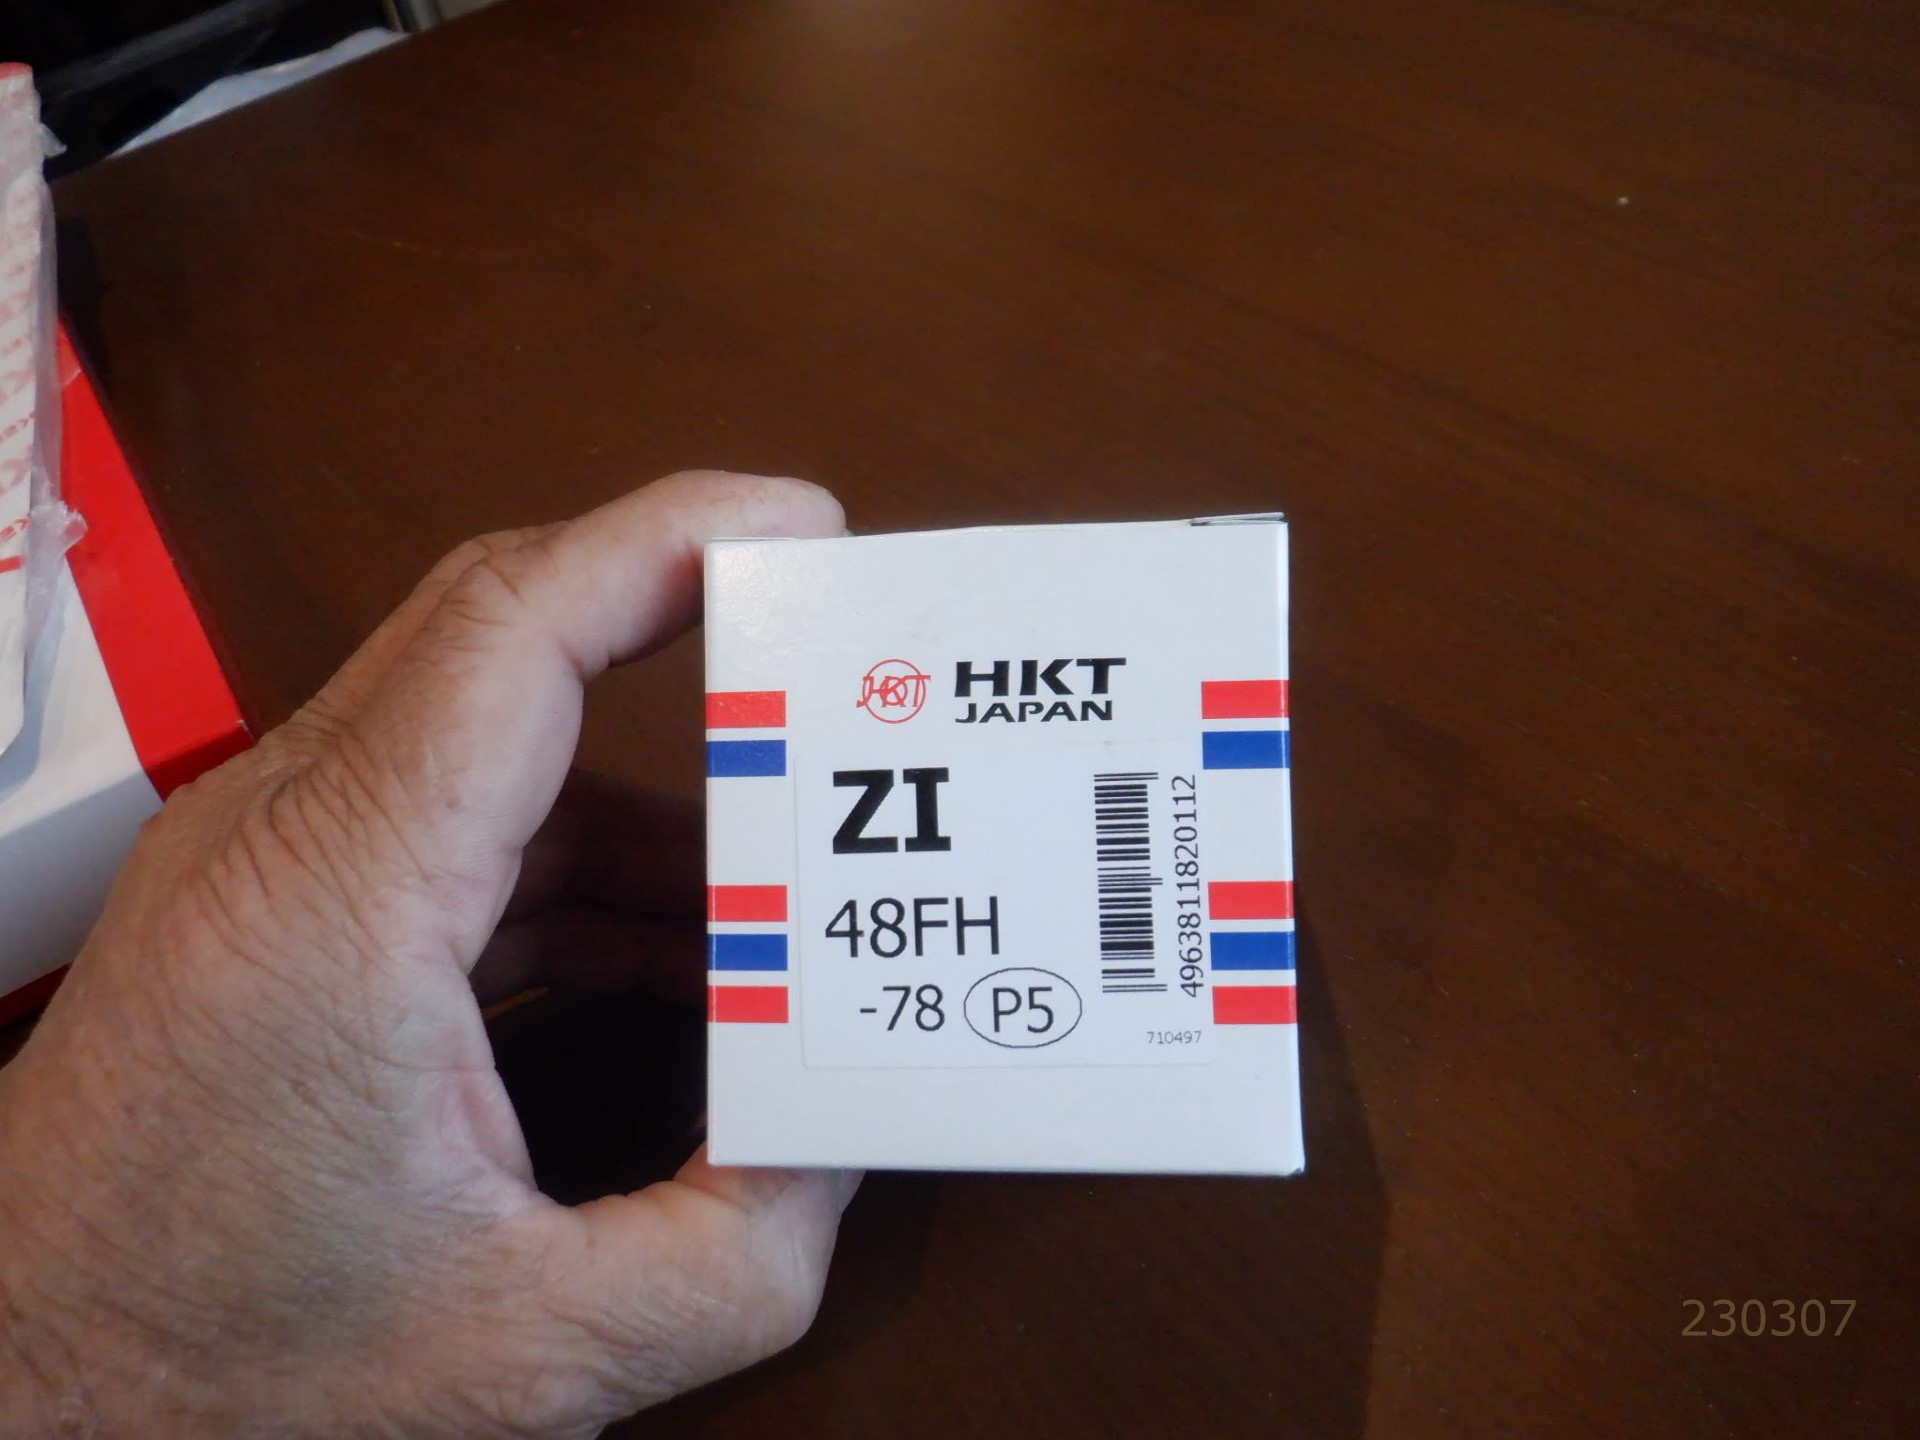 HKT HKT
JAPAN
ZI
48FH
-78 P5
4963811820112
710497
230307